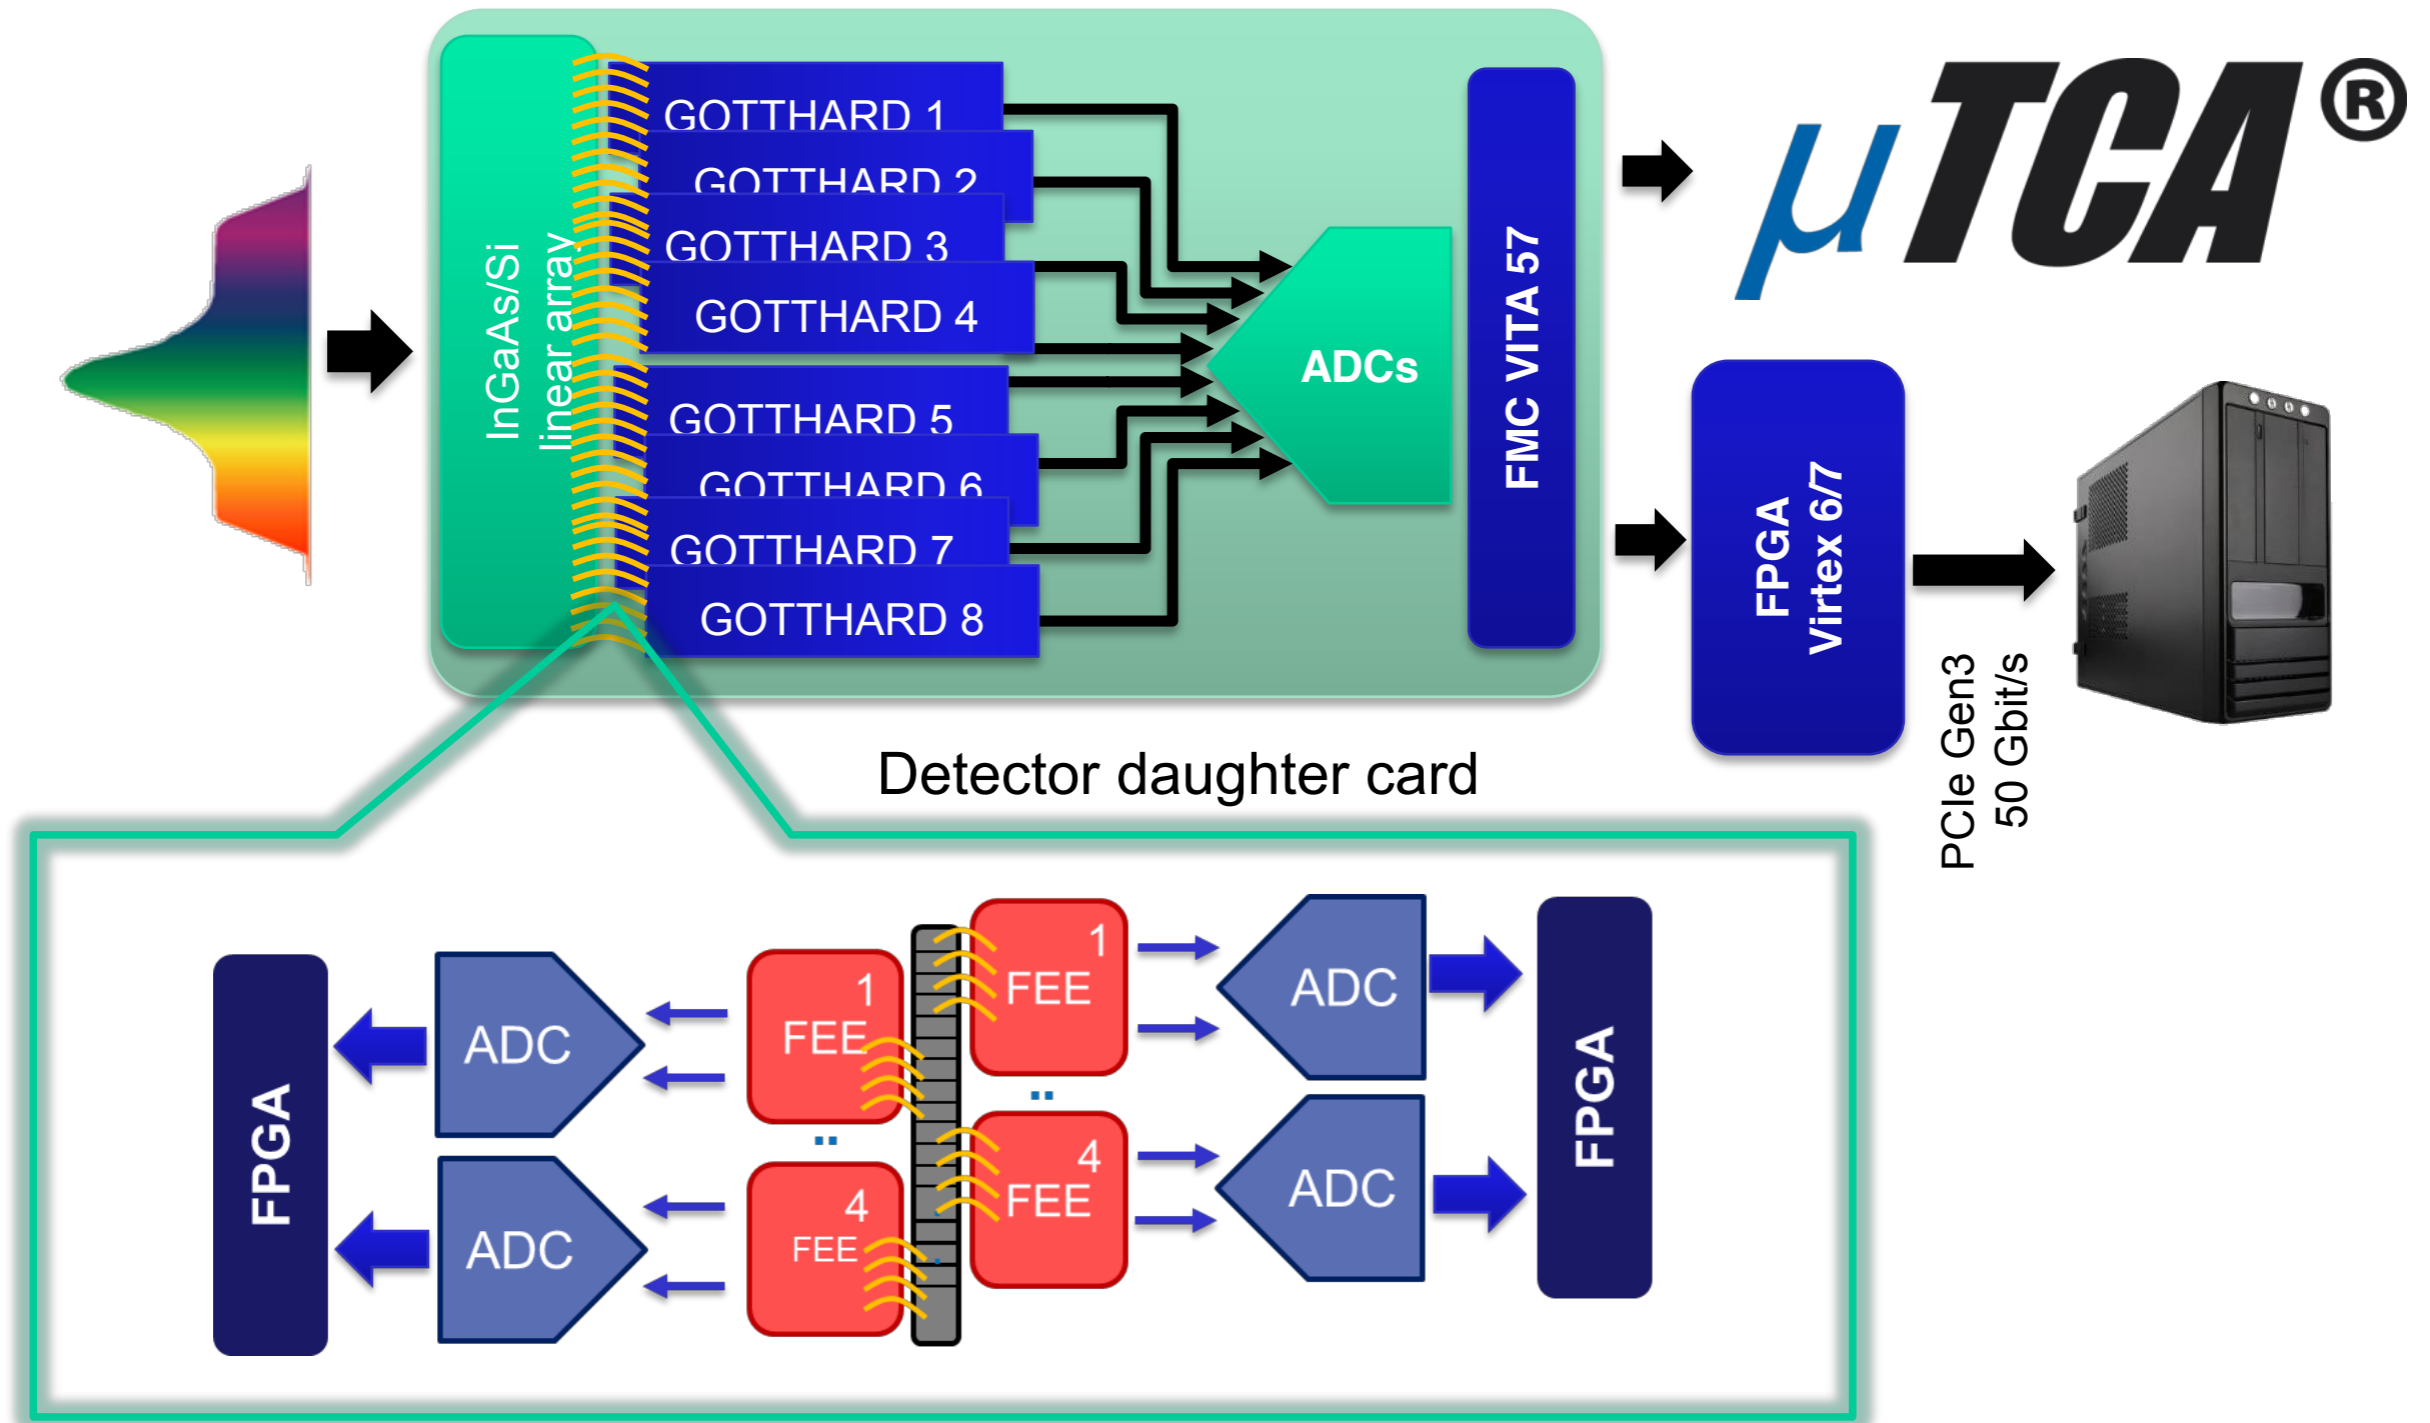 InGaAs/Si
linear array
GOTTHARD 1
GOTTHARD 2
GOTTHARD 3
GOTTHARD 4
GOTTHARD 5
GOTTHARD 6
GOTTHARD 7
GOTTHARD 8
ADCs
FMC VITA 57
µTCA®
FPGA
Virtex 6/7
PCIe Gen3
50 Gbit/s
Detector daughter card
FPGA
ADC
ADC
1
FEE
..
4
FEE
1
FEE
..
4
FEE
ADC
ADC
FPGA